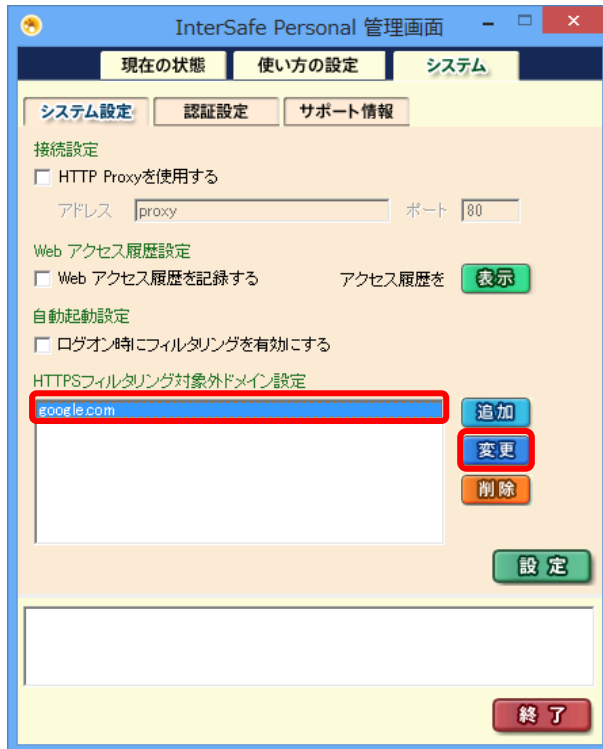 InterSafe Personal 管理画面
現在の状態 使い方の設定 システム
システム設定 認証設定 サポート情報
接続設定
HTTP Proxyを使用する
アドレス proxy ポート 80
Web アクセス履歴設定
Web アクセス履歴を記録する アクセス履歴を 表示
自動起動設定
ログオン時にフィルタリングを有効にする
HTTPSフィルタリング対象外ドメイン設定
google.com 追加
変更
削除
設定
終了